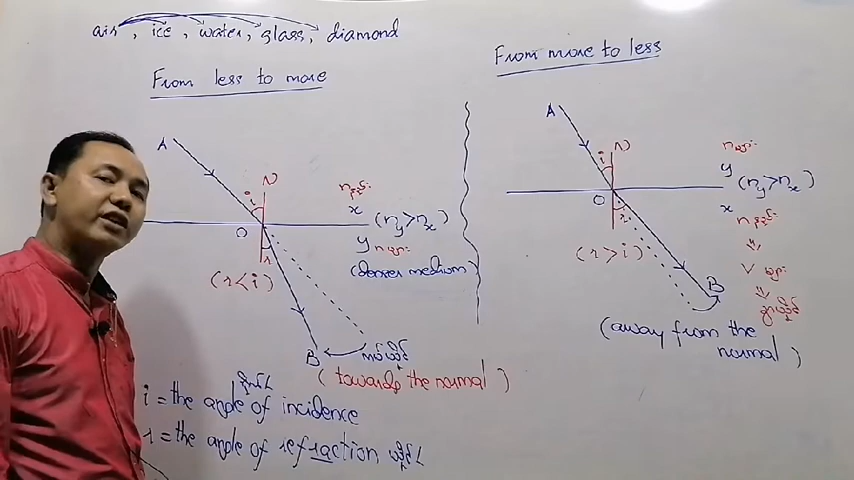 air , ice , water , glass , diamond
From less to more
A
N
i
O
r
x (ny > nx)
y
(denser medium)
(r < i)
B
(towards the normal)
i = the angle of incidence
r = the angle of refraction
From more to less
A
N
i
y (ny > nx)
O
x
r
(r > i)
B
(away from the
normal)